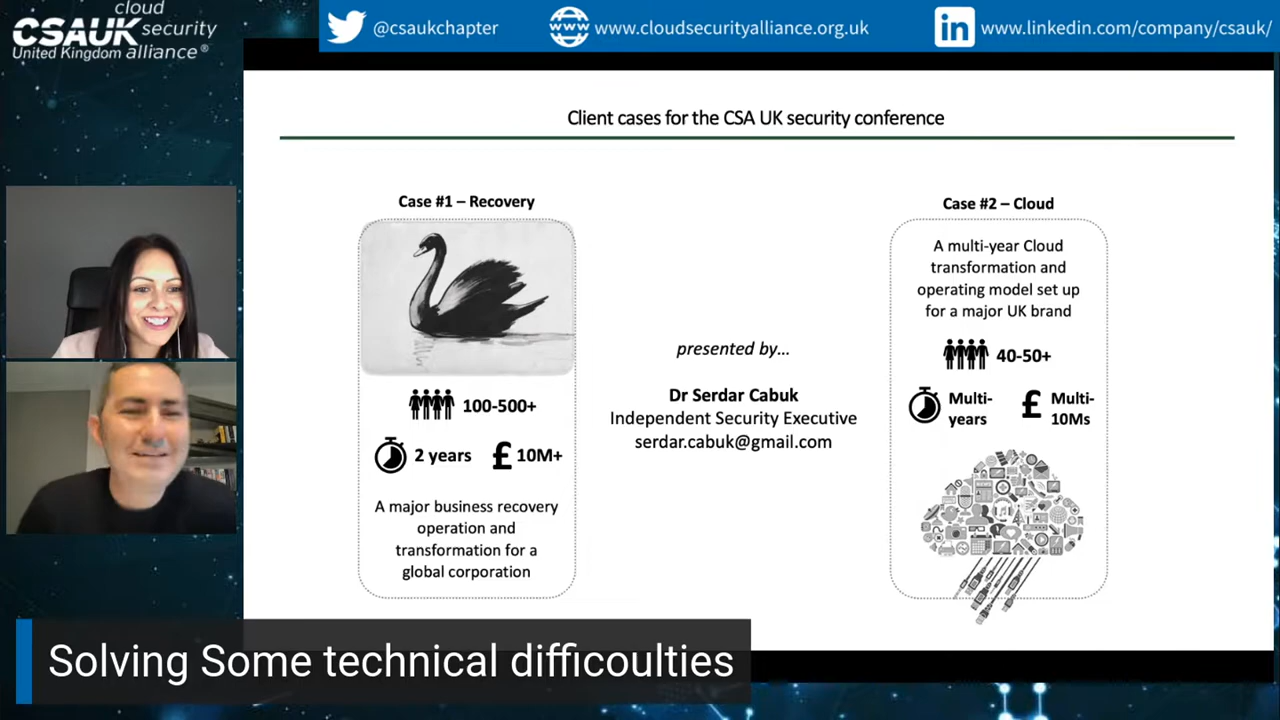 cloud
CSAUK security
United Kingdom alliance®
@csaukchapter
www.cloudsecurityalliance.org.uk
in
www.linkedin.com/company/csauk/
Client cases for the CSA UK security conference
Case #1 – Recovery
100-500+
2 years
£ 10M+
A major business recovery
operation and
transformation for a
global corporation
presented by...
Dr Serdar Cabuk
Independent Security Executive
serdar.cabuk@gmail.com
Case #2 – Cloud
A multi-year Cloud
transformation and
operating model set up
for a major UK brand
40-50+
Multi-
years
£ Multi-
10Ms
Solving Some technical difficoulties